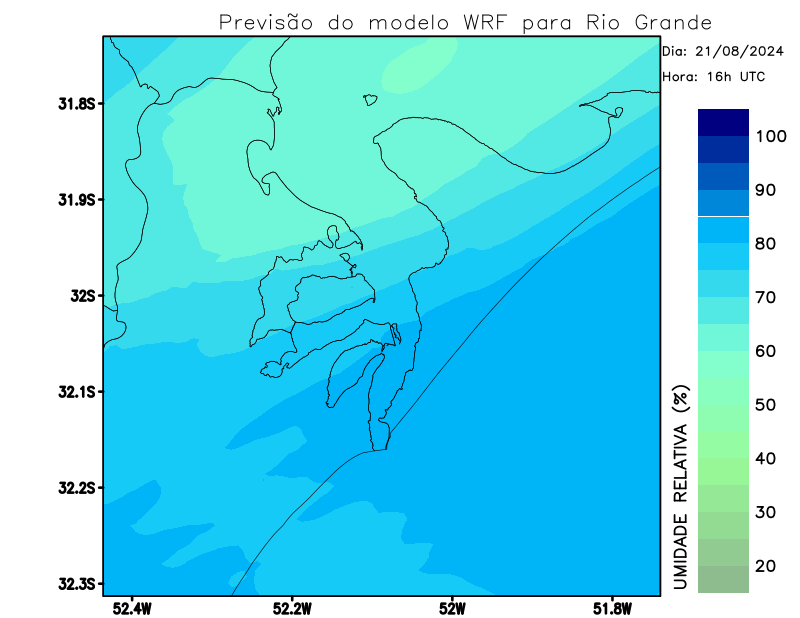 Previsão do modelo WRF para Rio Grande
Dia: 21/08/2024
Hora: 16h UTC
31.8S
31.9S
32S
32.1S
32.2S
32.3S
52.4W
52.2W
52W
51.8W
100
90
80
70
60
50
40
30
20
UMIDADE RELATIVA (%)